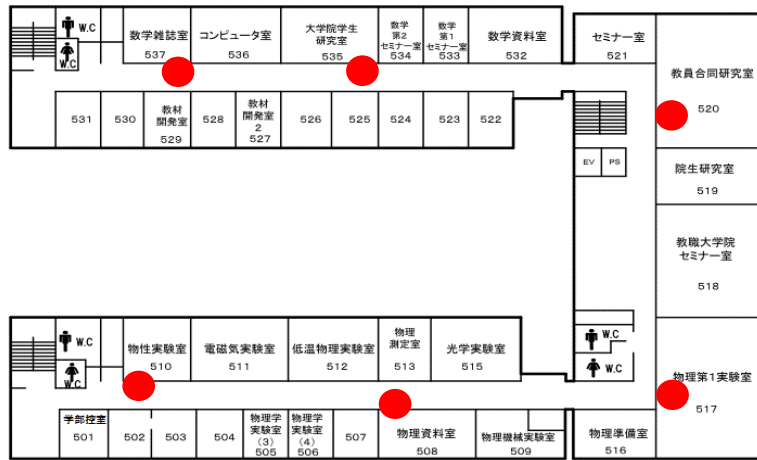 W.C
W.C
数学雑誌室
537
コンピュータ室
536
大学院学生
研究室
535
数学
第2
セミナー室
534
数学
第1
セミナー室
533
数学資料室
532
セミナー室
521
教員合同研究室
520
531
530
教材
開発室
529
528
教材
開発室
2
527
526
525
524
523
522
EV
PS
院生研究室
519
教職大学院
セミナー室
518
W.C
W.C
物性実験室
510
電磁気実験室
511
低温物理実験室
512
物理
測定室
513
光学実験室
515
W.C
W.C
物理第1実験室
517
学部控室
501
502
503
504
物理学
実験室
(3)
505
物理学
実験室
(4)
506
507
物理資料室
508
物理機械実験室
509
物理準備室
516